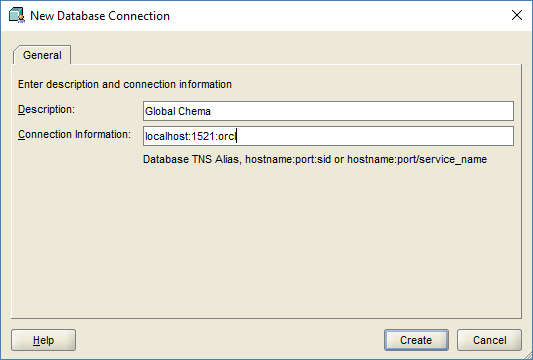 New Database Connection
General
Enter description and connection information
Description: Global Chema
Connection Information: localhost:1521:orcl
Database TNS Alias, hostname:port:sid or hostname:port/service_name
Help Create Cancel